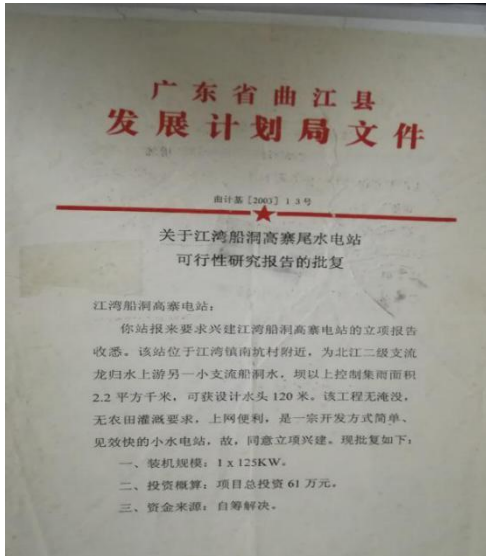 广东省曲江县
发展计划局文件
曲计基［2003］13号
关于江湾船洞高寨尾水电站
可行性研究报告的批复
江湾船洞高寨电站：
你站报来要求兴建江湾船洞高寨电站的立项报告
收悉。该站位于江湾镇南坑村附近，为北江二级支流
龙归水上游另一小支流船洞水，坝以上控制集雨面积
2.2 平方千米，可获设计水头 120 米。该工程无淹没，
无农田灌溉要求，上网便利，是一宗开发方式简单、
见效快的小水电站，故，同意立项兴建。现批复如下：
一、装机规模：1 x 125KW。
二、投资概算：项目总投资 61 万元。
三、资金来源：自筹解决。